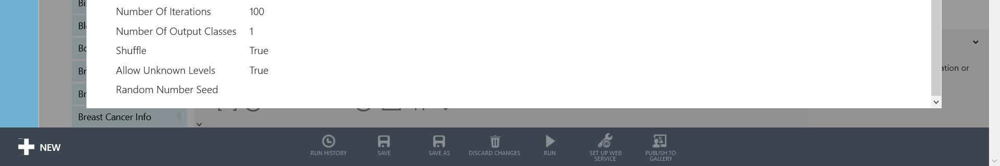 Number Of Iterations 100
Number Of Output Classes 1
Shuffle True
Allow Unknown Levels True
Random Number Seed
Bi
Bl
Bo
Br
Br
Breast Cancer Info
ation or
NEW
RUN HISTORY
SAVE
SAVE AS
DISCARD CHANGES
RUN
SET UP WEB
SERVICE
PUBLISH TO
GALLERY